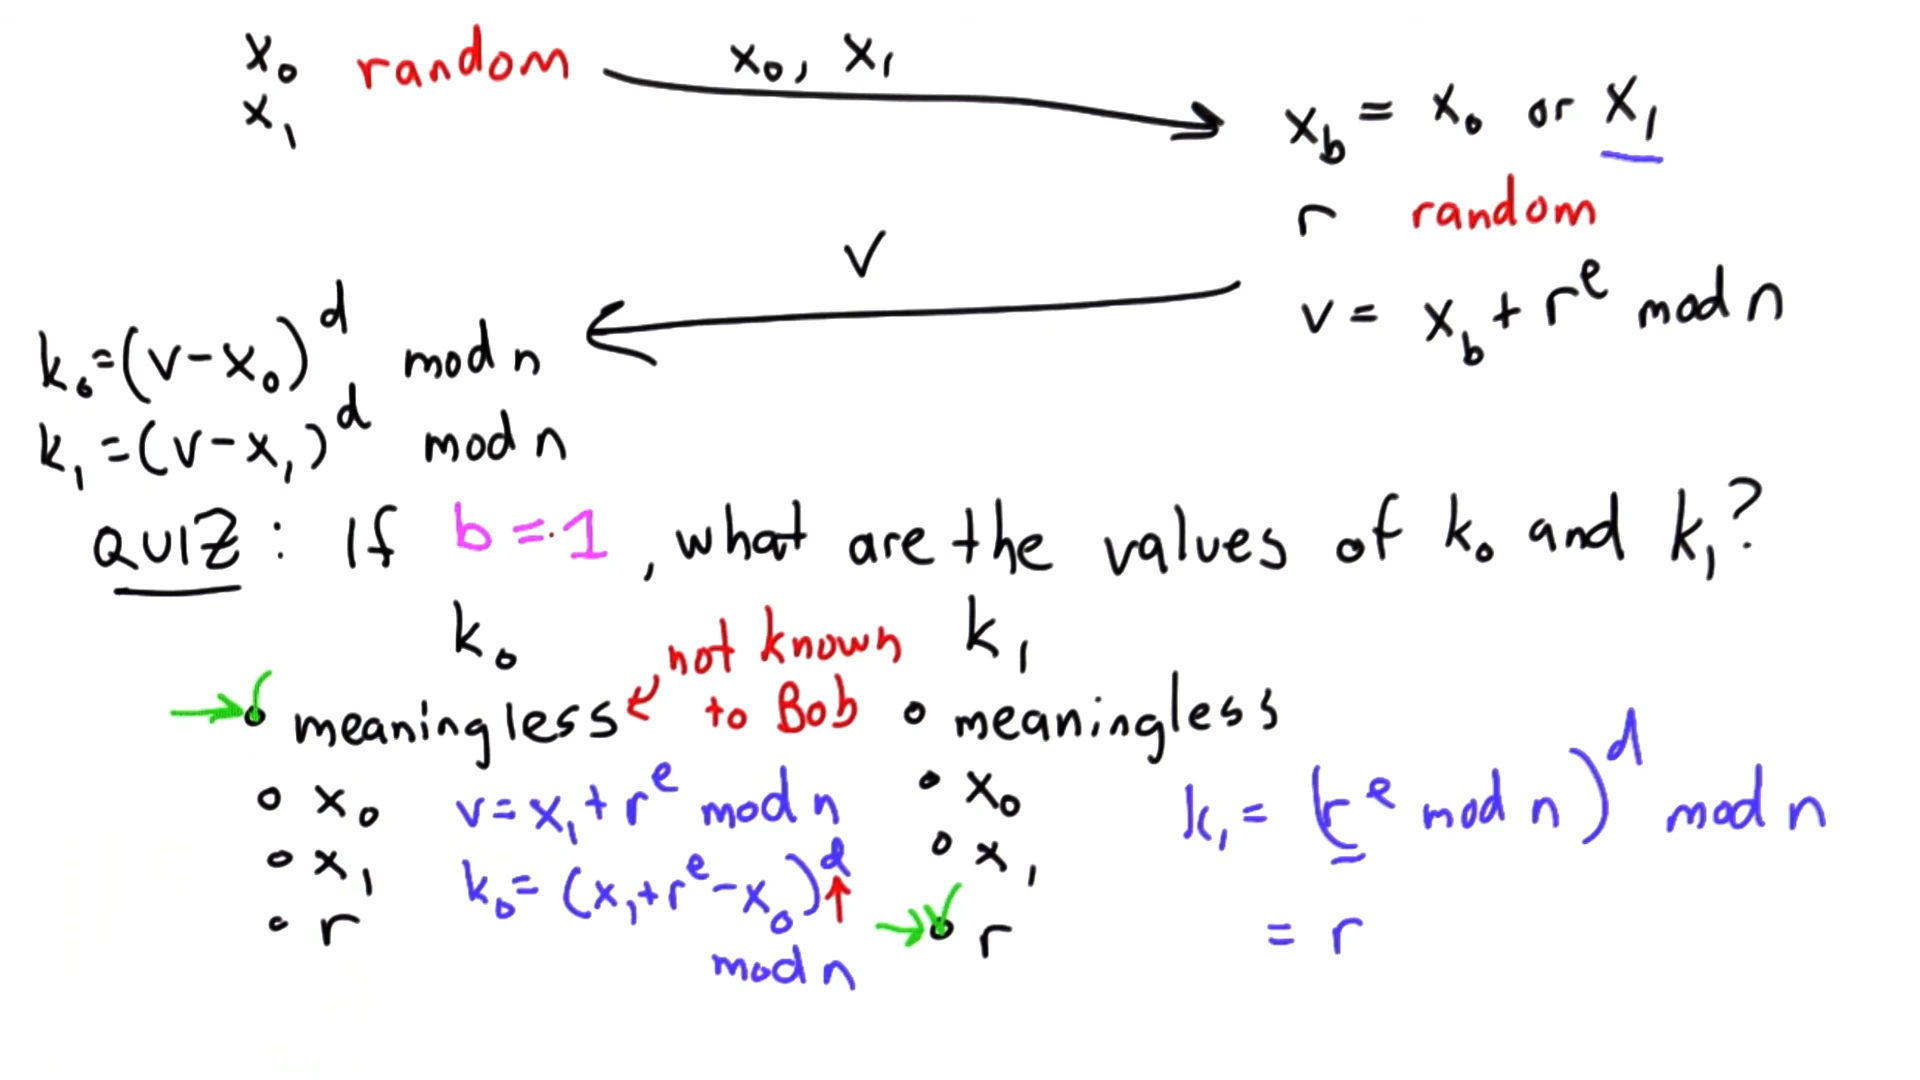 x₀ random x₀, x₁
x₁ x_b = x₀ or x₁
r random
v
v = x_b + r^e mod n
k₀=(v-x₀)^d mod n
k₁=(v-x₁)^d mod n
QUIZ: If b=1, what are the values of k₀ and k₁?
k₀ not known k₁
meaningless to Bob meaningless
x₀ v=x₁+r^e mod n x₀ k₁= (r^e mod n)^d mod n
x₁ k₀= (x₁+r^e-x₀)^d x₁
r mod n r = r